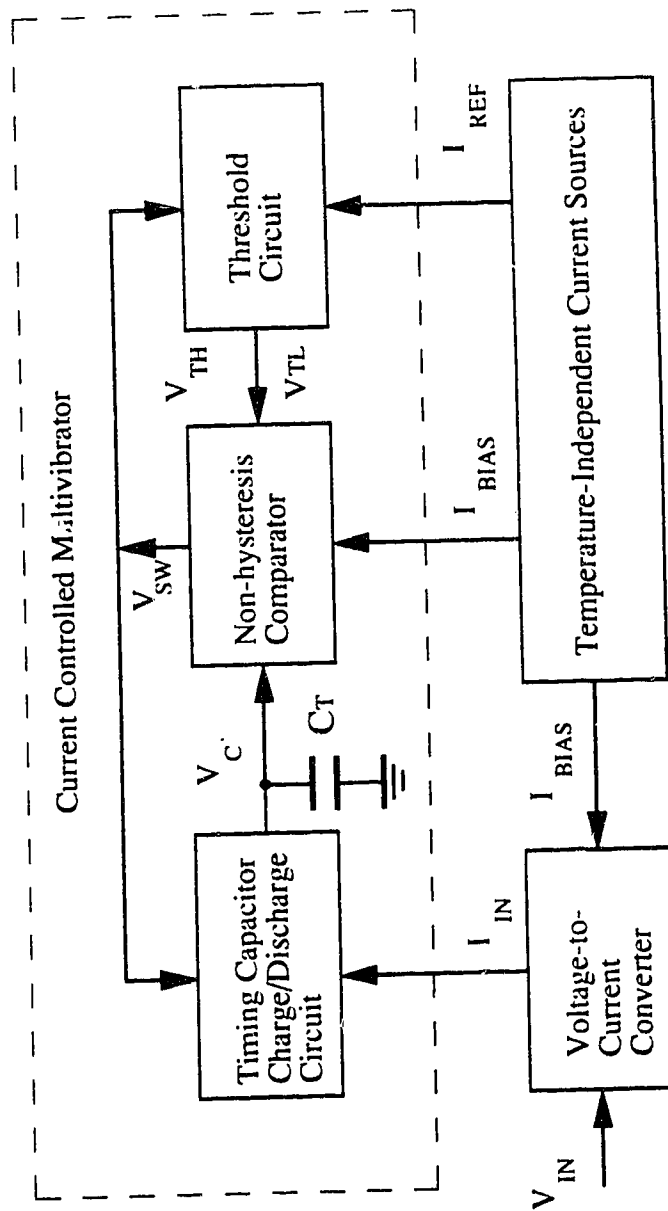 Current Controlled Multivibrator
Timing Capacitor
Charge/Discharge
Circuit
V C
C T
V SW
Non-hysteresis
Comparator
V TH
V TL
Threshold
Circuit
I IN
I BIAS
I REF
V IN
Voltage-to-
Current
Converter
I BIAS
Temperature-Independent Current Sources